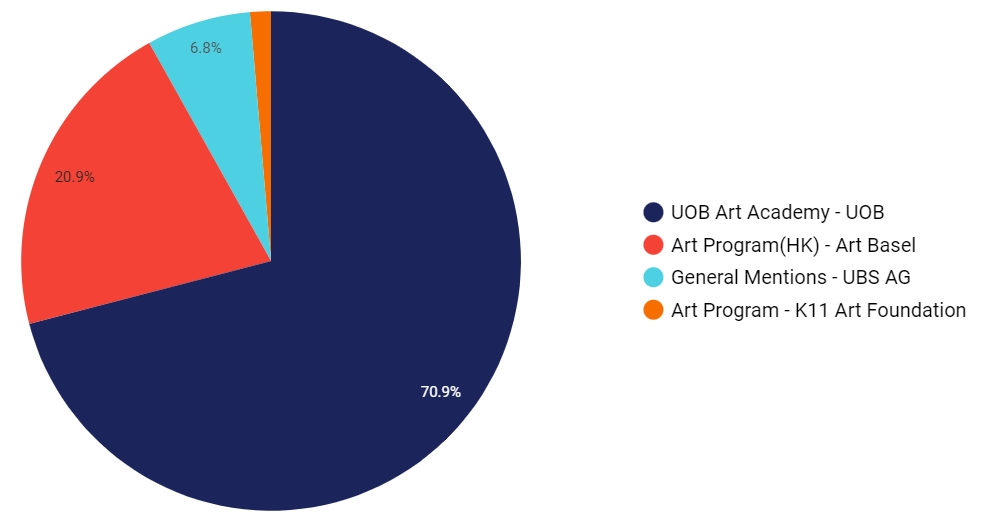 6.8%
20.9%
70.9%
UOB Art Academy - UOB
Art Program(HK) - Art Basel
General Mentions - UBS AG
Art Program - K11 Art Foundation